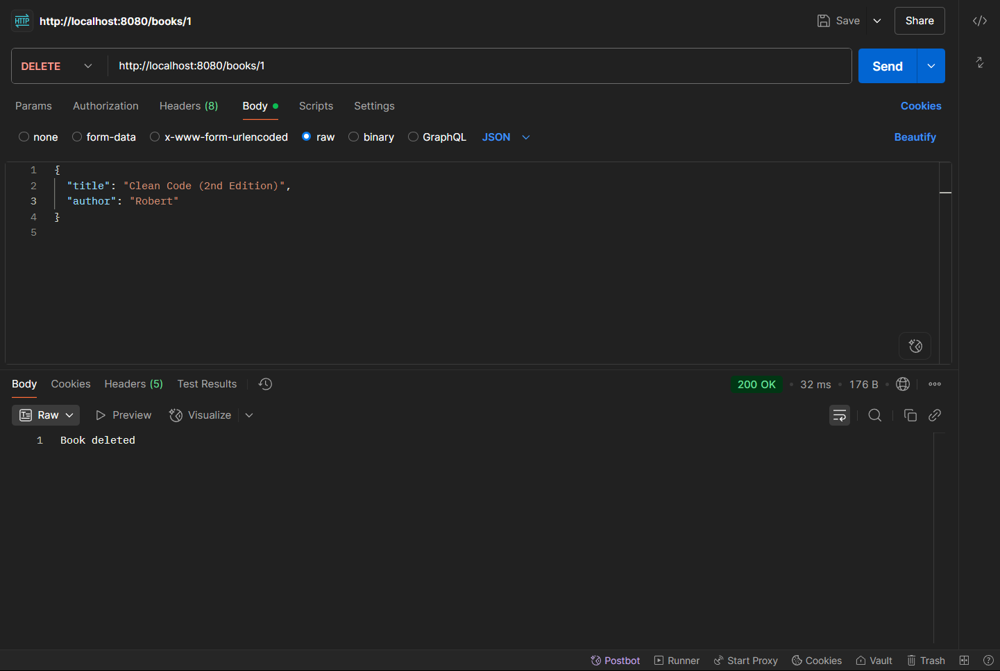 HTTP http://localhost:8080/books/1 Save Share
DELETE http://localhost:8080/books/1 Send
Params Authorization Headers (8) Body Scripts Settings Cookies
none form-data x-www-form-urlencoded raw binary GraphQL JSON Beautify
1 {
2 "title": "Clean Code (2nd Edition)",
3 "author": "Robert"
4 }
5
Body Cookies Headers (5) Test Results 200 OK • 32 ms • 176 B •
Raw Preview Visualize
1 Book deleted
Postbot Runner Start Proxy Cookies Vault Trash